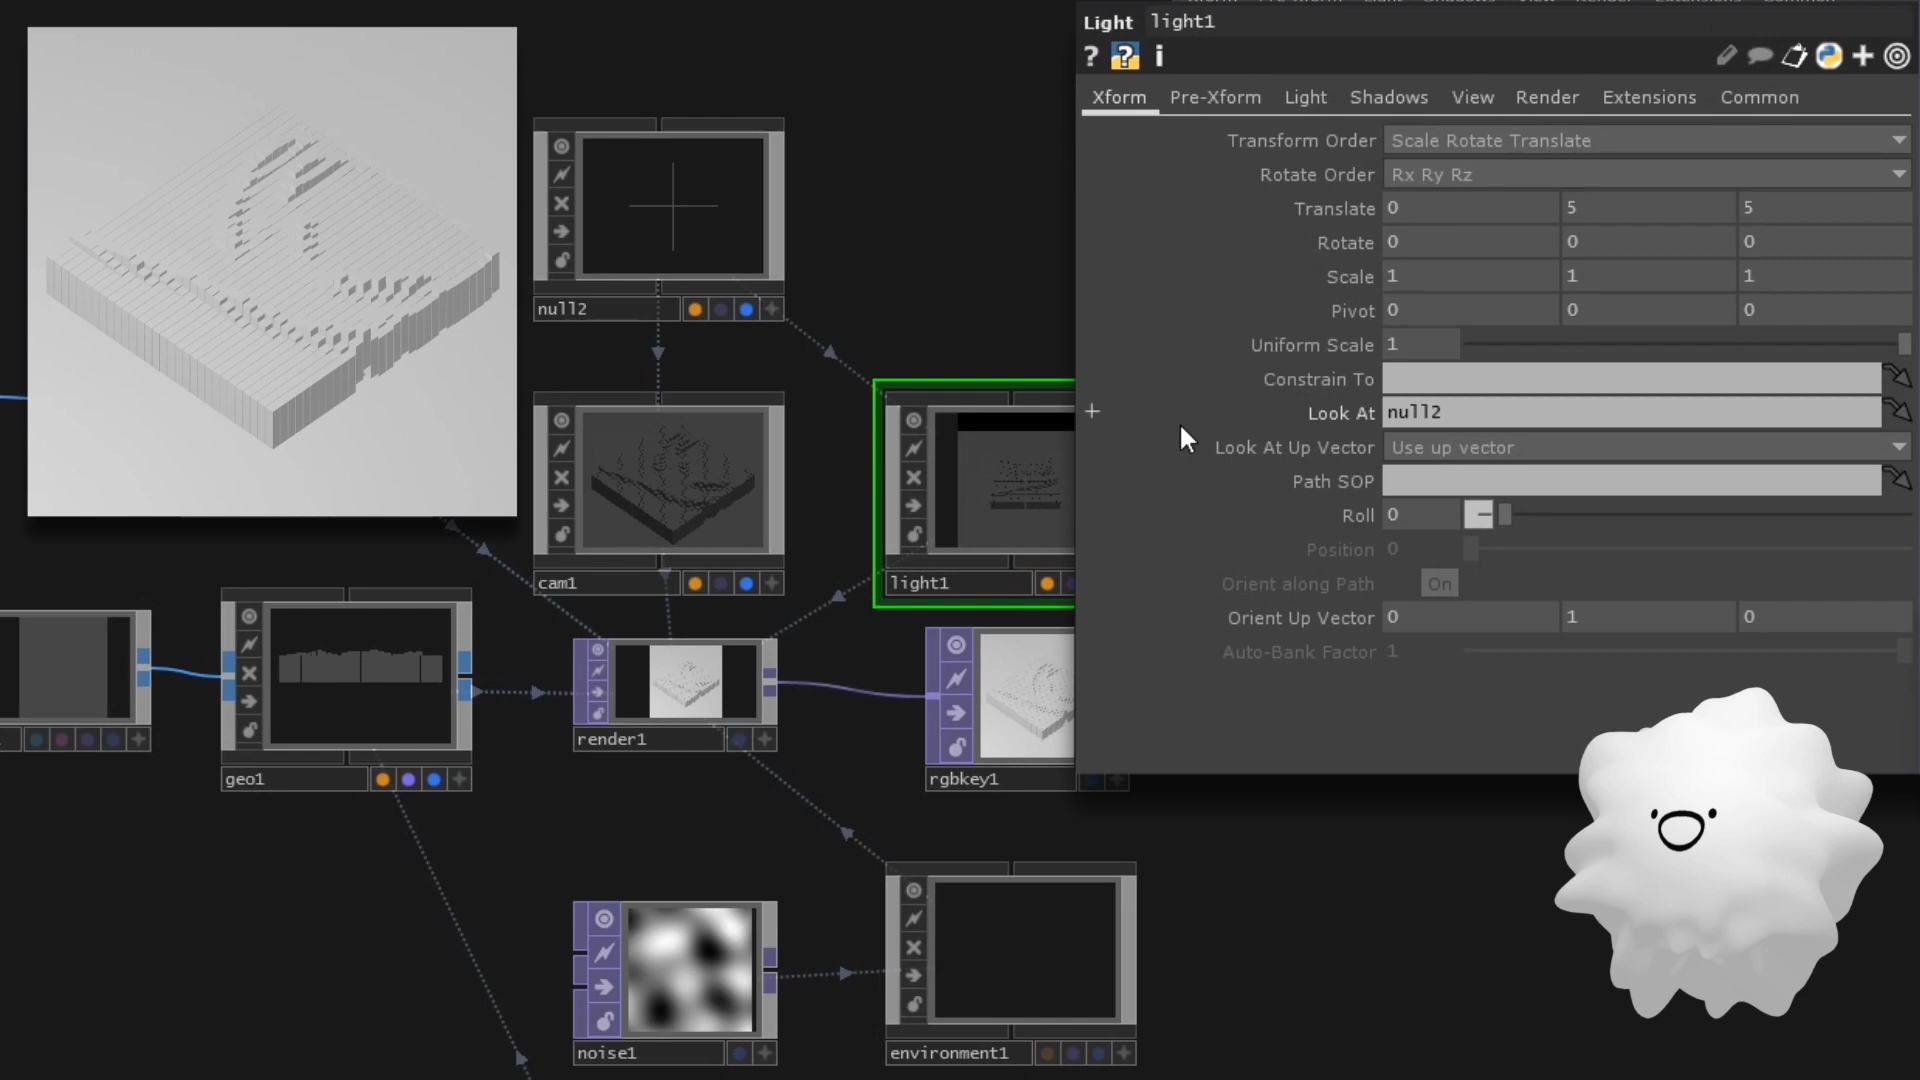 Light light1
? ? i
Xform Pre-Xform Light Shadows View Render Extensions Common
Transform Order Scale Rotate Translate
Rotate Order Rx Ry Rz
Translate 0 5 5
Rotate 0 0 0
Scale 1 1 1
Pivot 0 0 0
Uniform Scale 1
Constrain To
+ Look At null2
Look At Up Vector Use up vector
Path SOP
Roll 0
Position 0
Orient along Path On
Orient Up Vector 0 1 0
Auto-Bank Factor 1
null2
cam1
light1
geo1
render1
rgbkey1
noise1
environment1